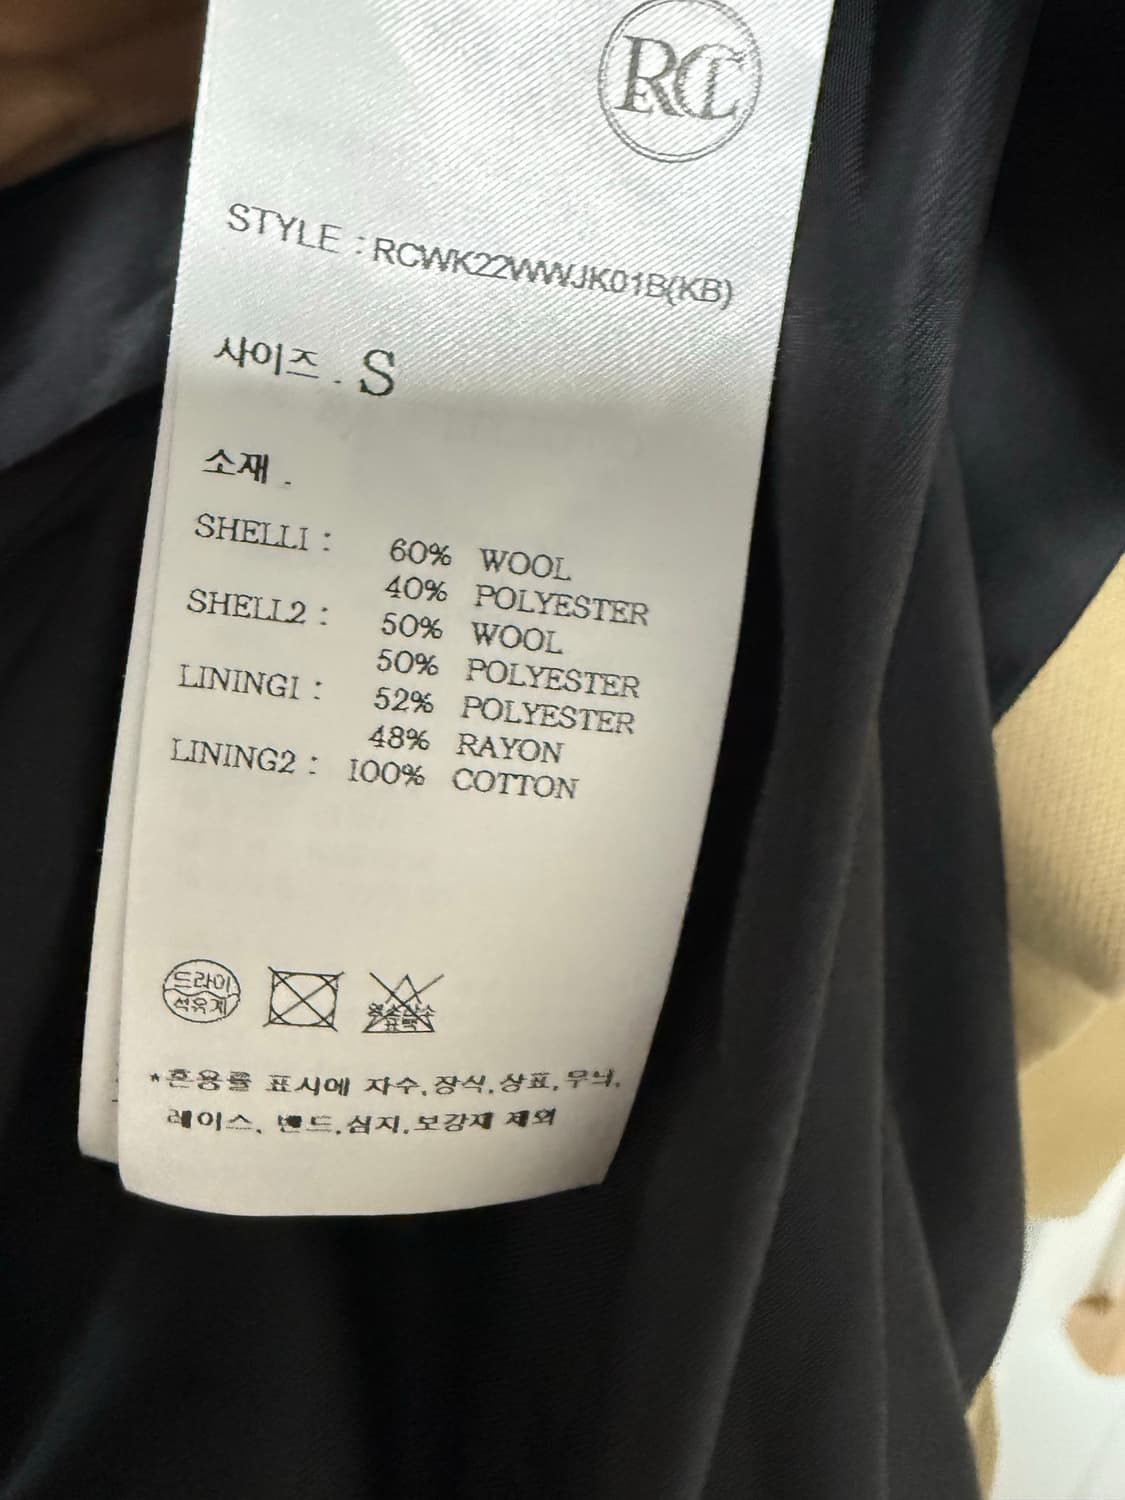 STYLE : RCWK22WWJK01B(KB)
사이즈 . S
소재 .
SHELL1 : 60% WOOL
40% POLYESTER
SHELL2 : 50% WOOL
50% POLYESTER
LINING1 : 52% POLYESTER
48% RAYON
LINING2 : 100% COTTON
드라이
석유계
*혼용률 표시에 자수,장식,상표,무늬,
레이스, 밴드,심지,보강재 제외